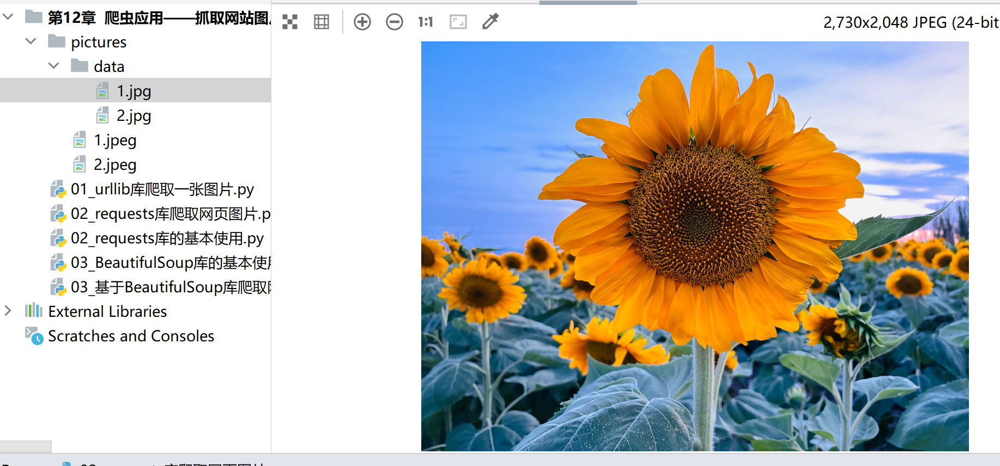 第12章 爬虫应用——抓取网站图
pictures
data
1.jpg
2.jpg
1.jpeg
2.jpeg
01_urllib库爬取一张图片.py
02_requests库爬取网页图片.p
02_requests库的基本使用.py
03_BeautifulSoup库的基本使用
03_基于BeautifulSoup库爬取网
External Libraries
Scratches and Consoles
1:1
2,730x2,048 JPEG (24-bit